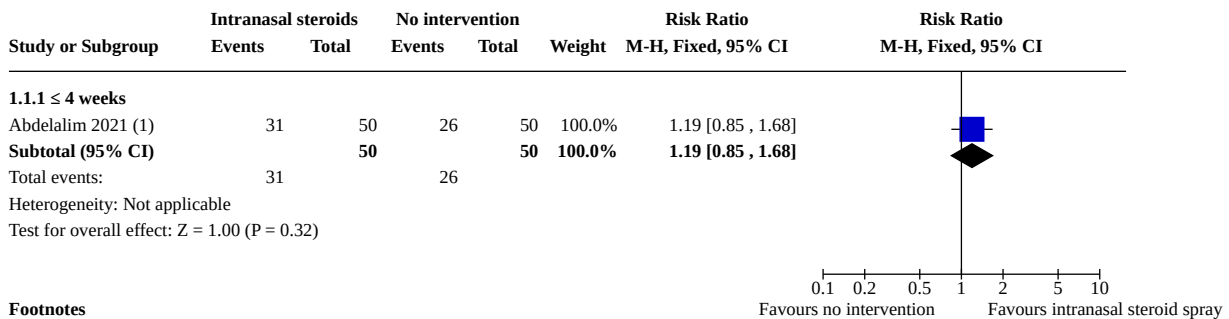 Intranasal steroids No intervention Risk Ratio Risk Ratio
Study or Subgroup Events Total Events Total Weight M-H, Fixed, 95% CI M-H, Fixed, 95% CI
1.1.1 ≤ 4 weeks
Abdelalim 2021 (1) 31 50 26 50 100.0% 1.19 [0.85 , 1.68]
Subtotal (95% CI) 50 50 100.0% 1.19 [0.85 , 1.68]
Total events: 31 26
Heterogeneity: Not applicable
Test for overall effect: Z = 1.00 (P = 0.32)
0.1 0.2 0.5 1 2 5 10
Footnotes Favours no intervention Favours intranasal steroid spray